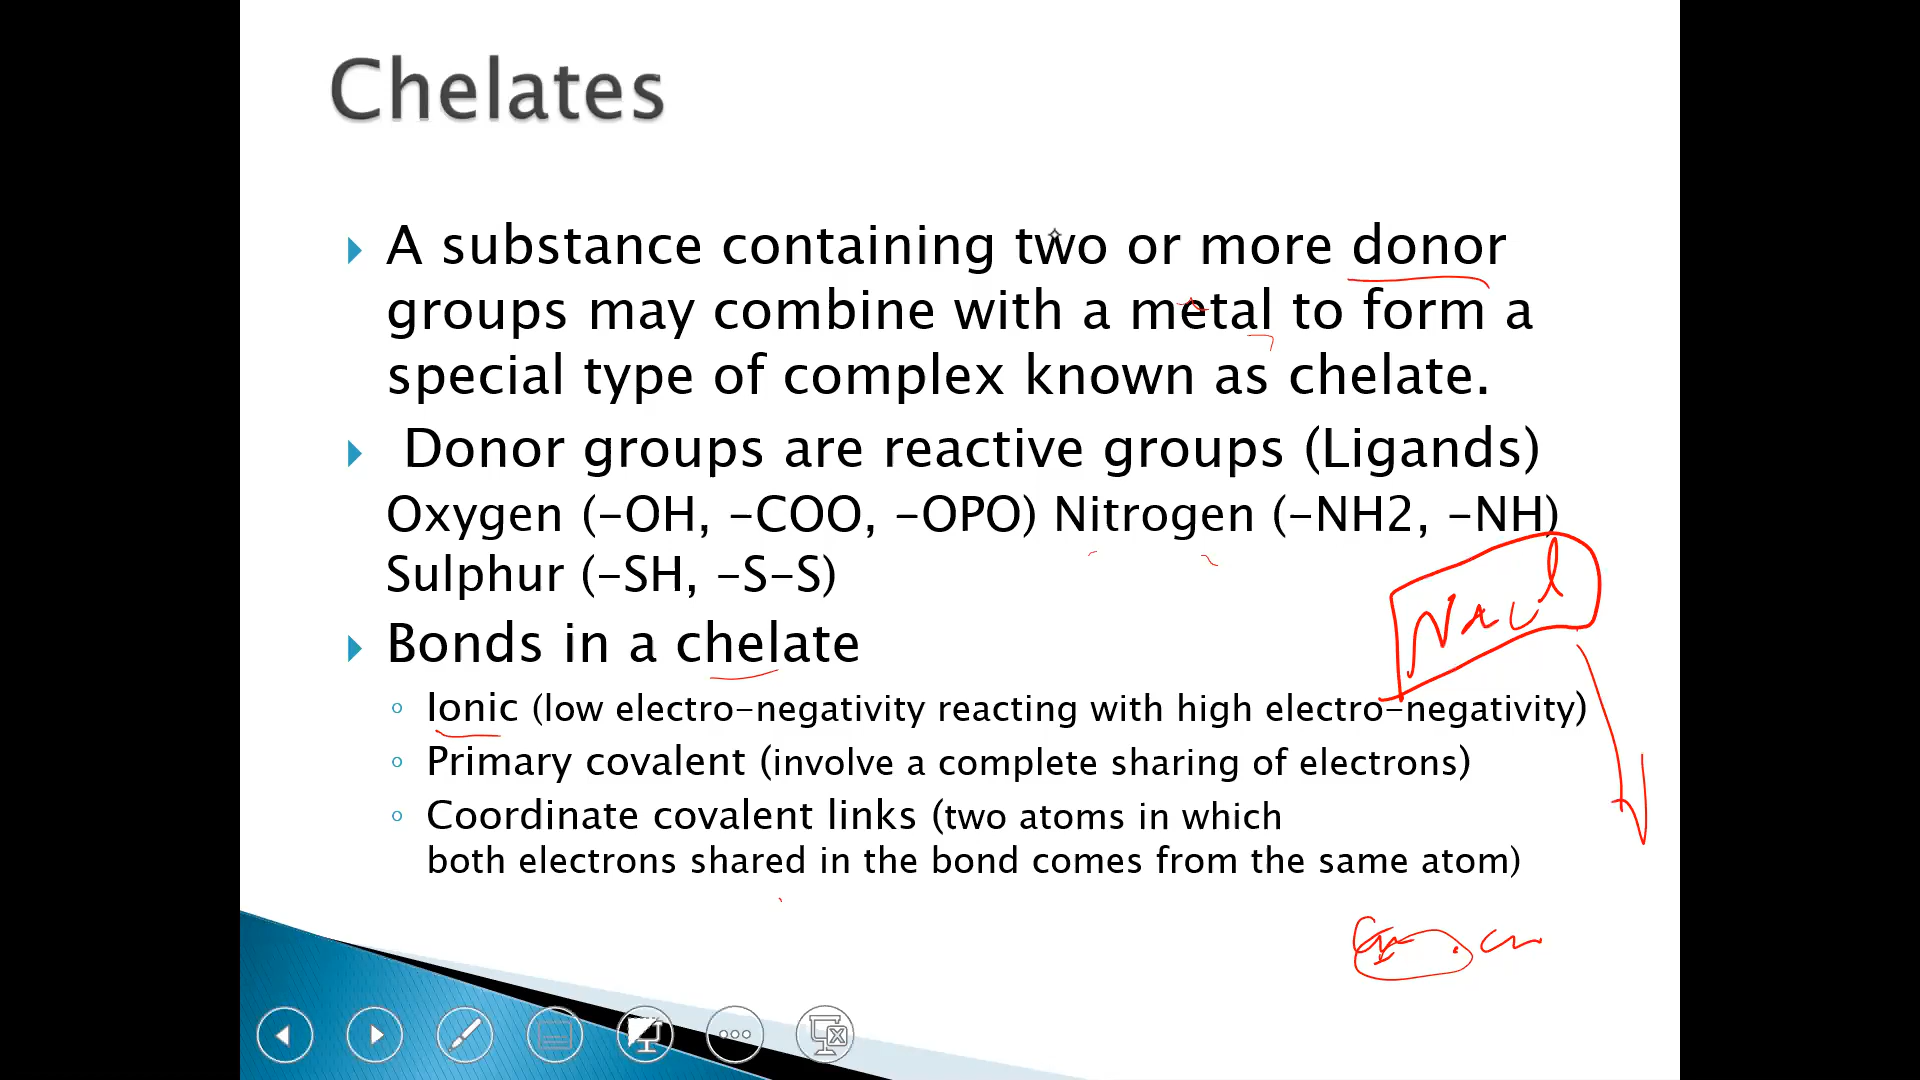 Chelates
A substance containing two or more donor
groups may combine with a metal to form a
special type of complex known as chelate.
Donor groups are reactive groups (Ligands)
Oxygen (-OH, -COO, -OPO) Nitrogen (-NH2, -NH)
Sulphur (-SH, -S-S)
NaCl
Bonds in a chelate
Ionic (low electro-negativity reacting with high electro-negativity)
Primary covalent (involve a complete sharing of electrons)
Coordinate covalent links (two atoms in which
both electrons shared in the bond comes from the same atom)